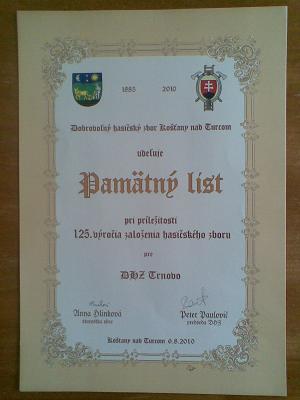 1885 2010
Dobrovoľný hasičský zbor Košťany nad Turcom
udeľuje
Pamätný list
pri príležitosti
125. výročia založenia hasičského zboru
pre
DHZ Trnovo
Anna Hlinková Peter Pavlovič
starostka obce predseda DHZ
Košťany nad Turcom 6.8.2010